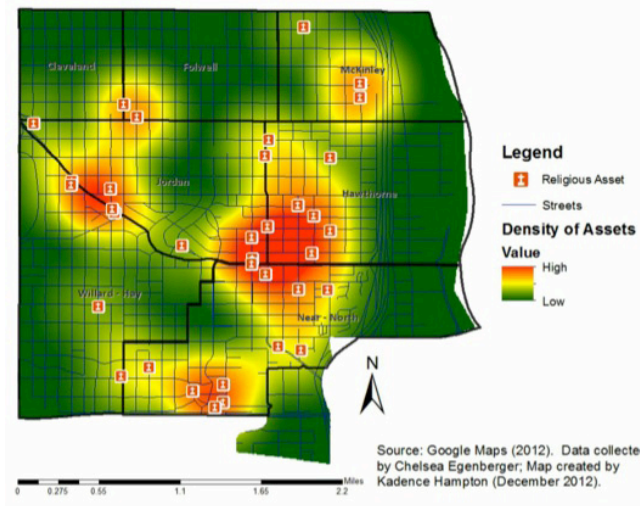 Cleveland
Folwell
McKinley
Jordan
Hawthorne
Willard - Hay
Near - North
Legend
Religious Asset
Streets
Density of Assets
Value
High
Low
N
Source: Google Maps (2012). Data collecte
by Chelsea Egenberger; Map created by
Kadence Hampton (December 2012).
Miles
0 0.275 0.55 1.1 1.65 2.2